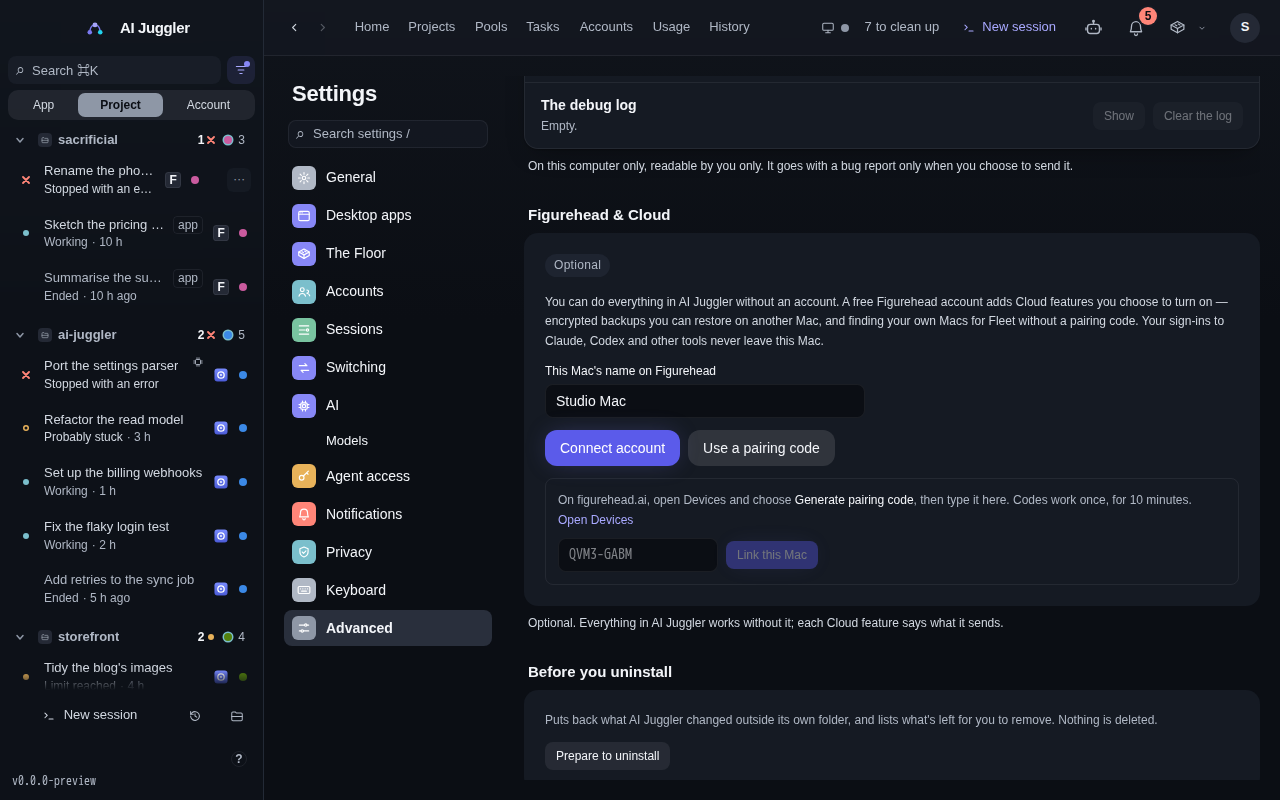 AI Juggler
Home Projects Pools Tasks Accounts Usage History
7 to clean up
New session
5
S
Search ⌘K
App Project Account
sacrificial 1 3
Rename the pho… F
Stopped with an e…
Sketch the pricing … app F
Working · 10 h
Summarise the su… app F
Ended · 10 h ago
ai-juggler 2 5
Port the settings parser
Stopped with an error
Refactor the read model
Probably stuck · 3 h
Set up the billing webhooks
Working · 1 h
Fix the flaky login test
Working · 2 h
Add retries to the sync job
Ended · 5 h ago
storefront 2 4
Tidy the blog's images
Limit reached · 4 h
New session
?
v0.0.0-preview
Settings
Search settings /
General
Desktop apps
The Floor
Accounts
Sessions
Switching
AI
Models
Agent access
Notifications
Privacy
Keyboard
Advanced
The debug log
Empty.
Show Clear the log
On this computer only, readable by you only. It goes with a bug report only when you choose to send it.
Figurehead & Cloud
Optional
You can do everything in AI Juggler without an account. A free Figurehead account adds Cloud features you choose to turn on —
encrypted backups you can restore on another Mac, and finding your own Macs for Fleet without a pairing code. Your sign-ins to
Claude, Codex and other tools never leave this Mac.
This Mac's name on Figurehead
Studio Mac
Connect account Use a pairing code
On figurehead.ai, open Devices and choose Generate pairing code, then type it here. Codes work once, for 10 minutes.
Open Devices
QVM3-GABM Link this Mac
Optional. Everything in AI Juggler works without it; each Cloud feature says what it sends.
Before you uninstall
Puts back what AI Juggler changed outside its own folder, and lists what's left for you to remove. Nothing is deleted.
Prepare to uninstall